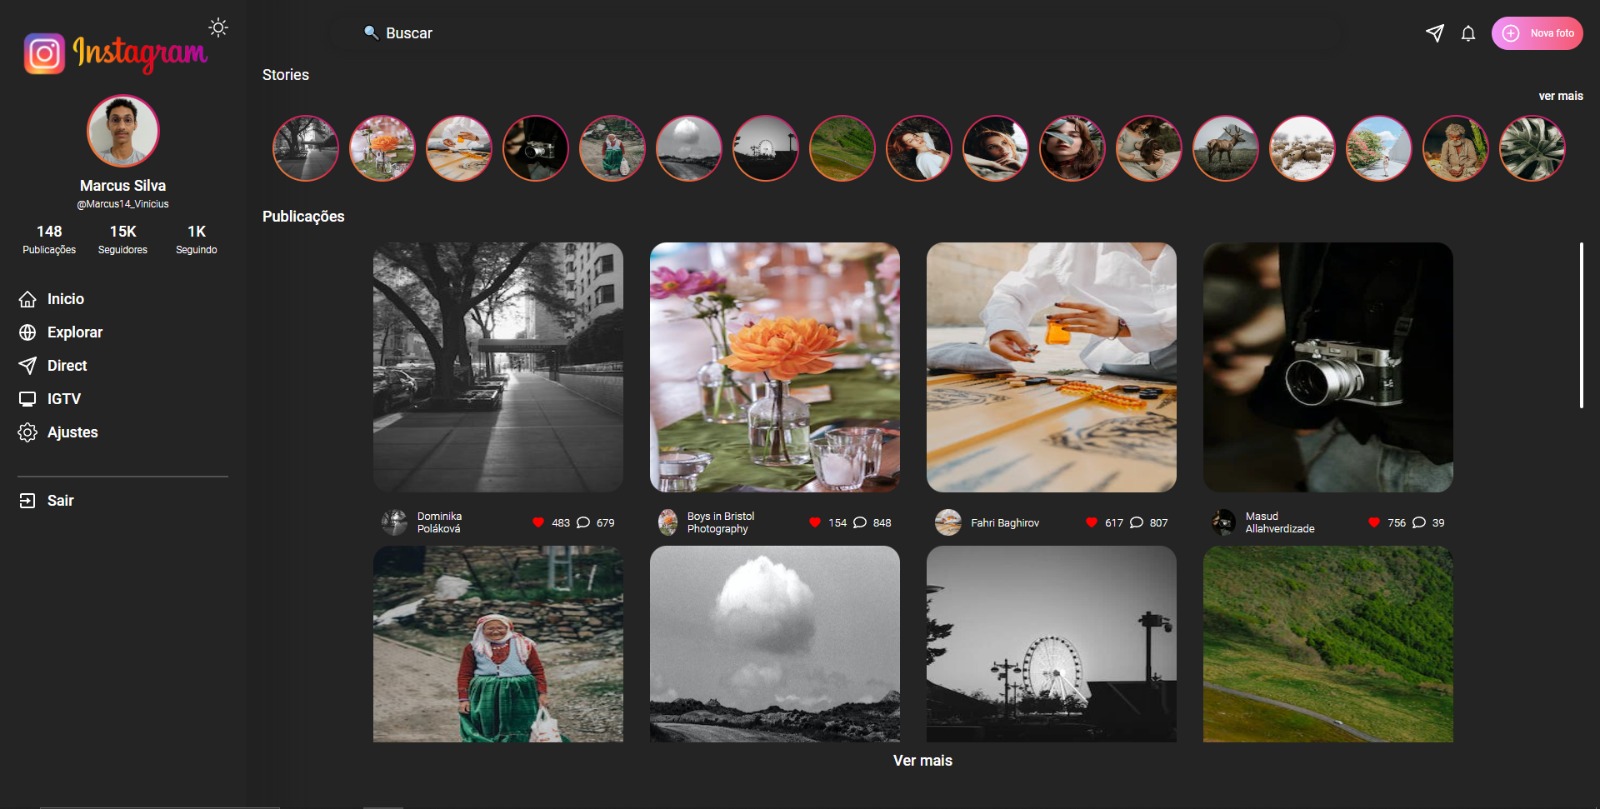 Instagram
Marcus Silva
@Marcus14_Vinicius
148 15K 1K
Publicações Seguidores Seguindo
Inicio
Explorar
Direct
IGTV
Ajustes
Sair
Buscar
Nova foto
Stories
ver mais
Publicações
Dominika
Poláková
483 679
Boys in Bristol
Photography
154 848
Fahri Baghirov
617 807
Masud
Allahverdizade
756 39
Ver mais